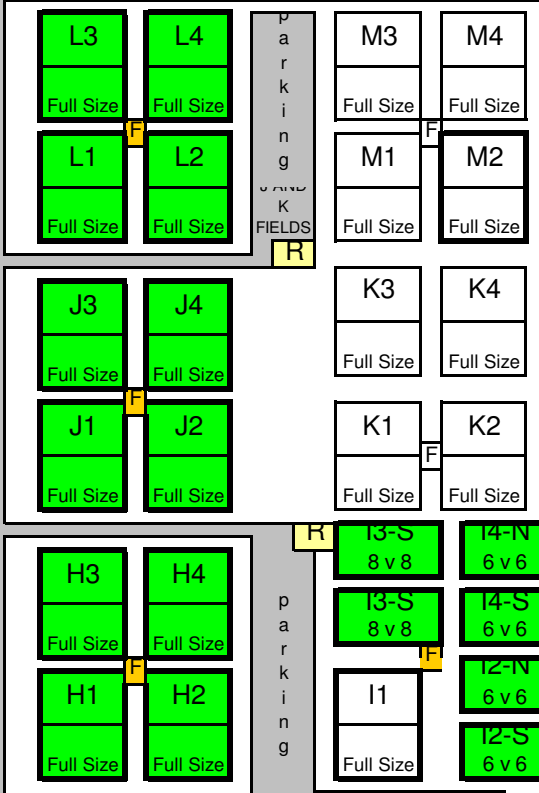 L3 L4
Full Size Full Size
F
L1 L2
Full Size Full Size
p
a
r
k
i
n
g
J AND
K
FIELDS
R
M3 M4
Full Size Full Size
F
M1 M2
Full Size Full Size
J3 J4
Full Size Full Size
F
J1 J2
Full Size Full Size
K3 K4
Full Size Full Size
K1 K2
F
Full Size Full Size
R
H3 H4
Full Size Full Size
F
H1 H2
Full Size Full Size
p
a
r
k
i
n
g
I3-S I4-N
8 v 8 6 v 6
I3-S I4-S
8 v 8 6 v 6
F
I2-N
6 v 6
I1
Full Size
I2-S
6 v 6